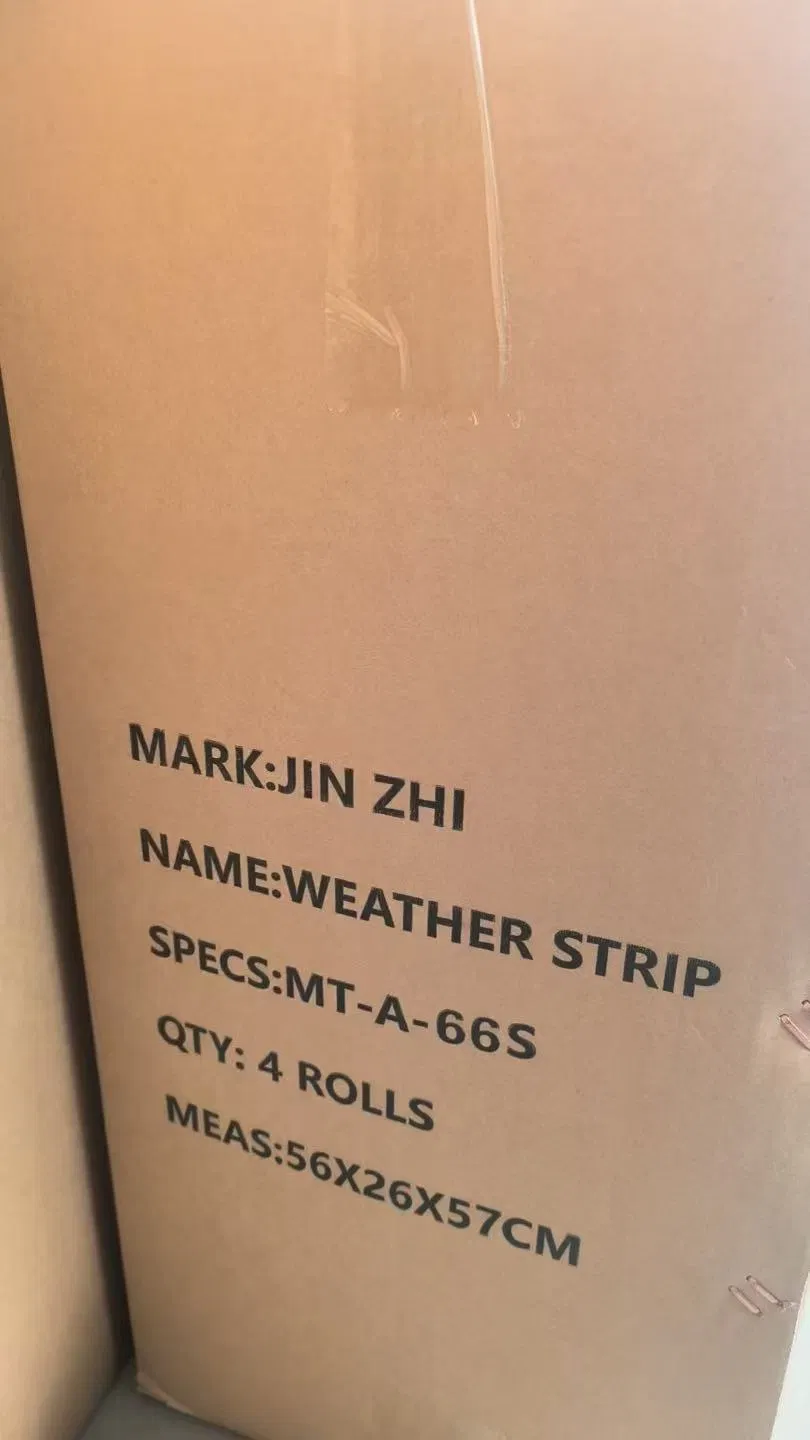 MARK:JIN ZHI
NAME:WEATHER STRIP
SPECS:MT-A-66S
QTY: 4 ROLLS
MEAS:56X26X57CM